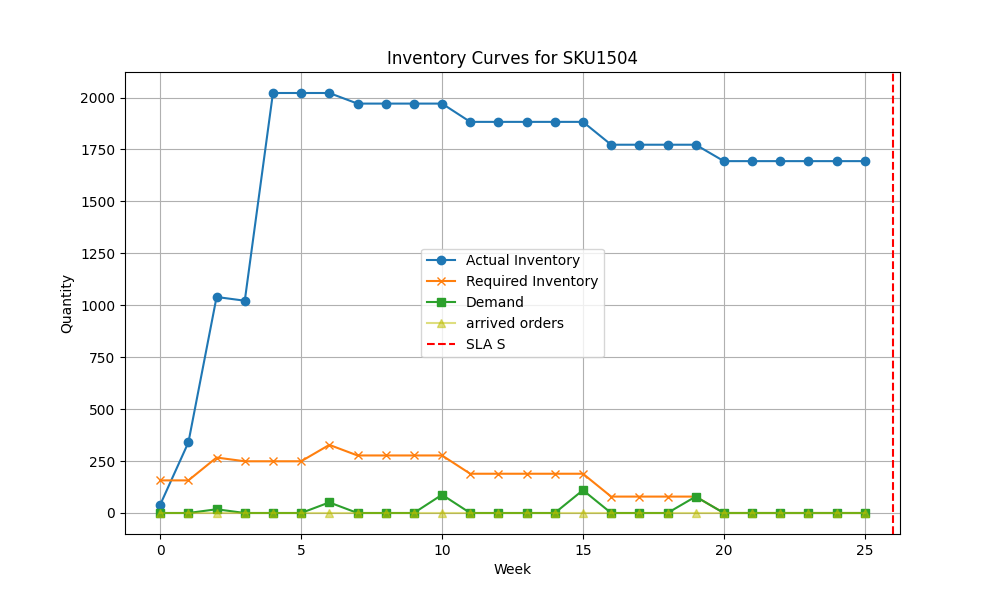 Inventory Curves for SKU1504
Quantity
2000
1750
1500
1250
1000
750
500
250
0
Actual Inventory
Required Inventory
Demand
arrived orders
SLA S
0 5 10 15 20 25
Week